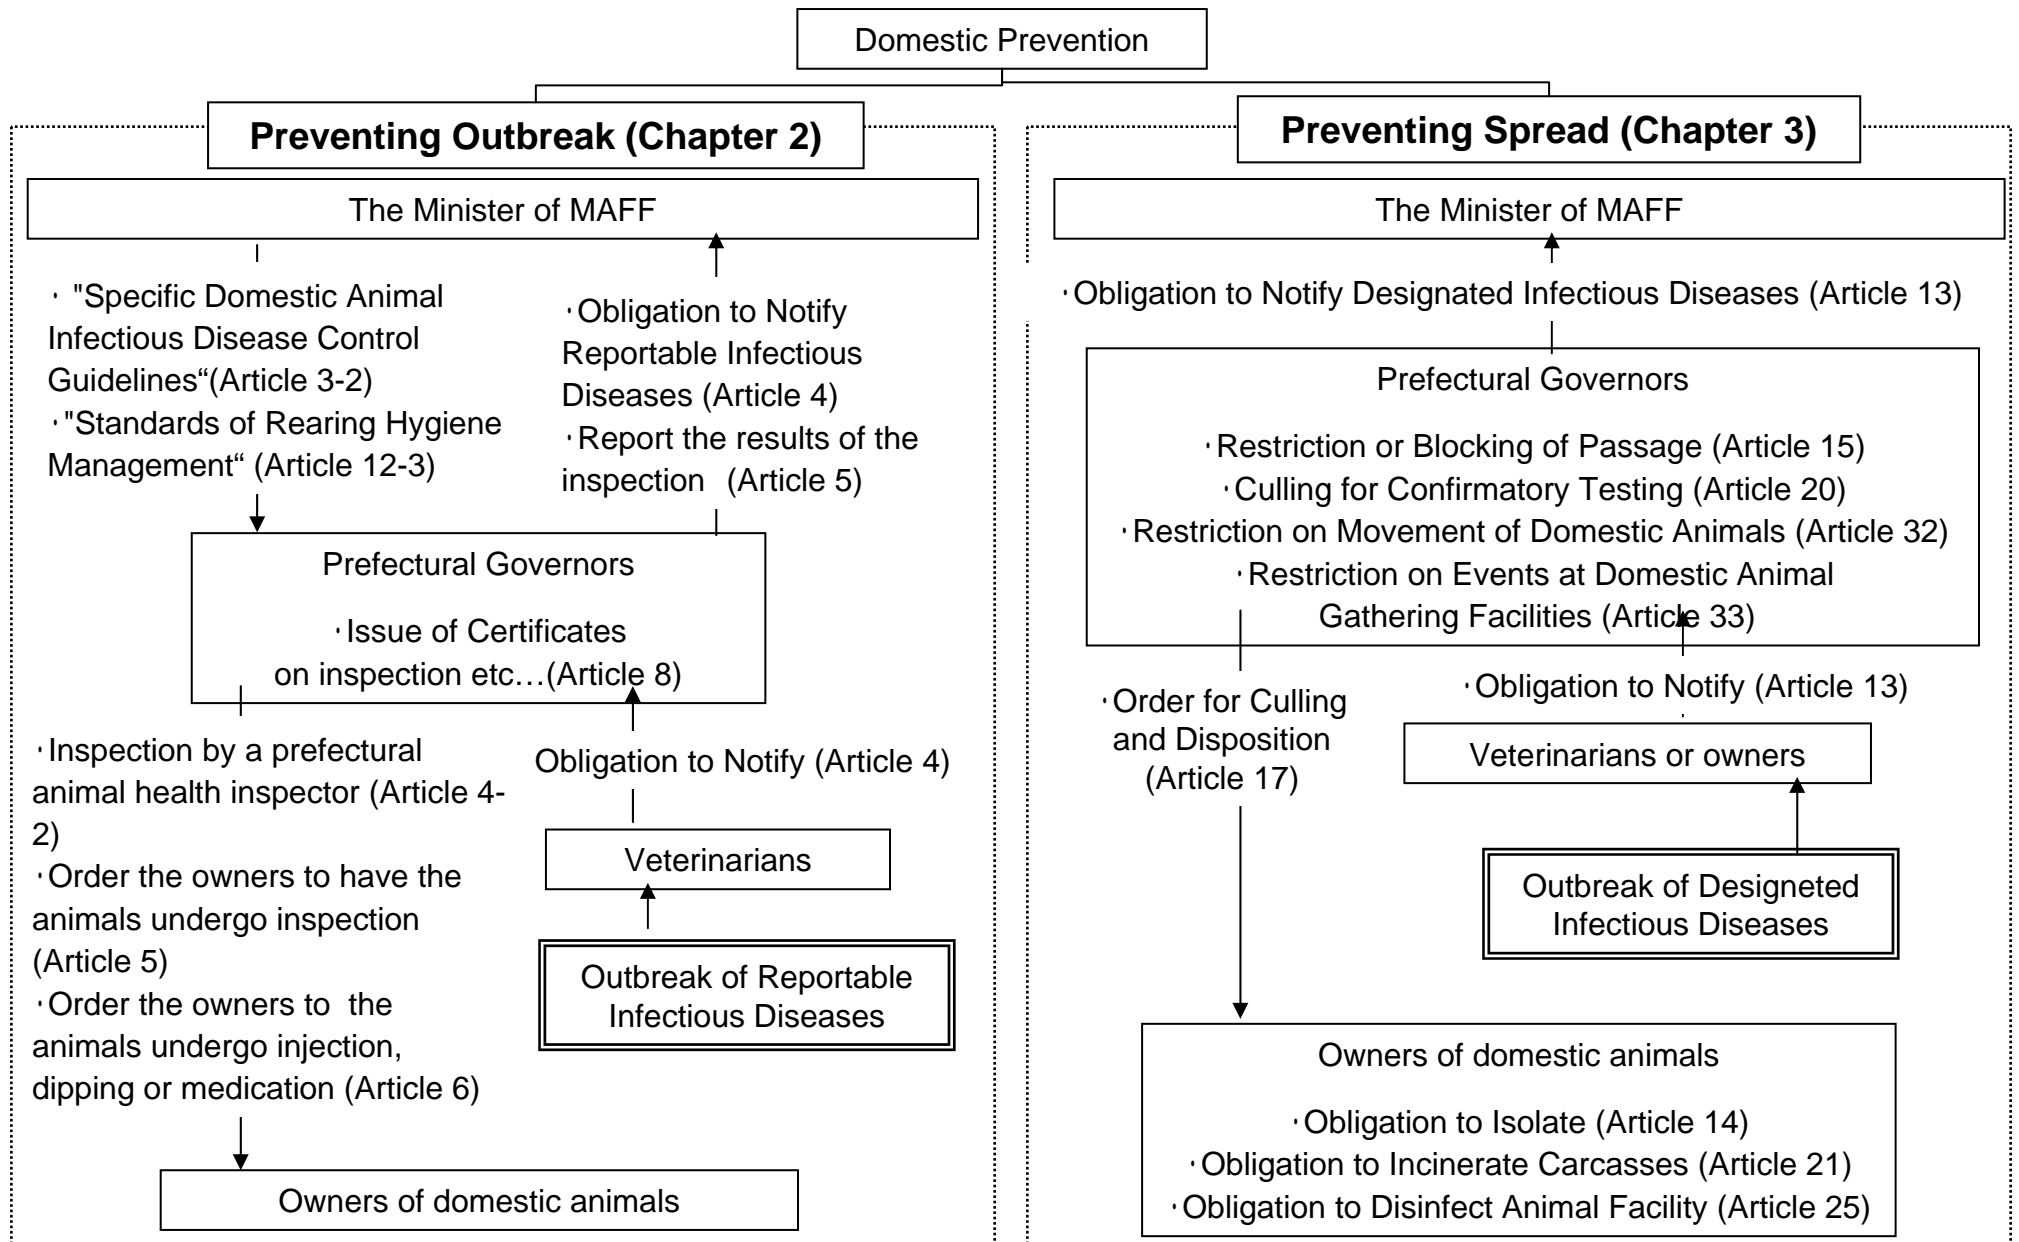 Domestic Prevention
Preventing Outbreak (Chapter 2)
The Minister of MAFF
· "Specific Domestic Animal
Infectious Disease Control
Guidelines“(Article 3-2)
·"Standards of Rearing Hygiene
Management“ (Article 12-3)
·Obligation to Notify
Reportable Infectious
Diseases (Article 4)
·Report the results of the
inspection (Article 5)
Prefectural Governors
·Issue of Certificates
on inspection etc…(Article 8)
·Inspection by a prefectural
animal health inspector (Article 4-
2)
·Order the owners to have the
animals undergo inspection
(Article 5)
·Order the owners to the
animals undergo injection,
dipping or medication (Article 6)
Obligation to Notify (Article 4)
Veterinarians
Outbreak of Reportable
Infectious Diseases
Owners of domestic animals
Preventing Spread (Chapter 3)
The Minister of MAFF
·Obligation to Notify Designated Infectious Diseases (Article 13)
Prefectural Governors
·Restriction or Blocking of Passage (Article 15)
·Culling for Confirmatory Testing (Article 20)
·Restriction on Movement of Domestic Animals (Article 32)
·Restriction on Events at Domestic Animal
Gathering Facilities (Article 33)
·Order for Culling
and Disposition
(Article 17)
·Obligation to Notify (Article 13)
Veterinarians or owners
Outbreak of Designeted
Infectious Diseases
Owners of domestic animals
·Obligation to Isolate (Article 14)
·Obligation to Incinerate Carcasses (Article 21)
·Obligation to Disinfect Animal Facility (Article 25)